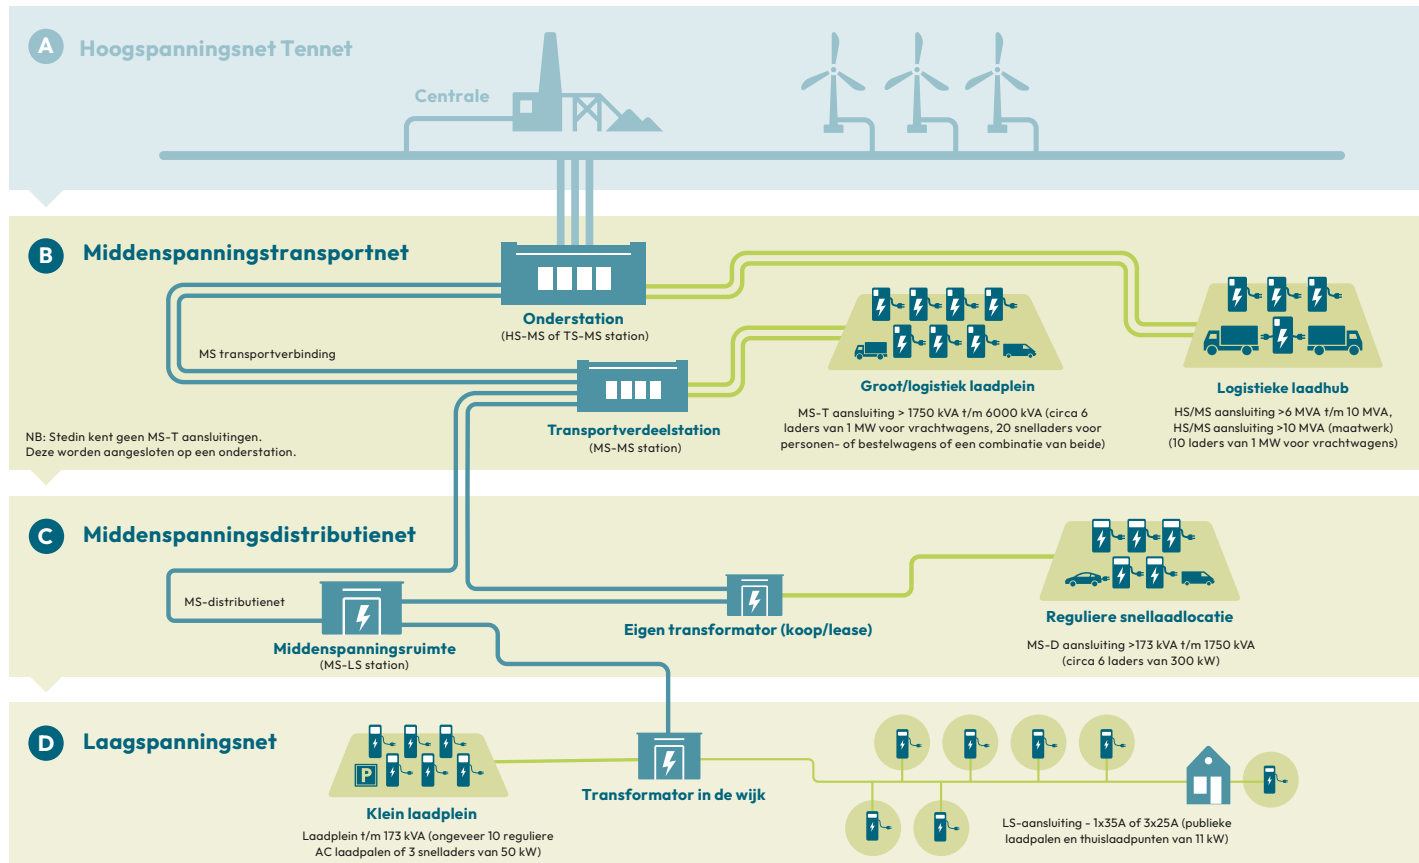 A
Hoogspanningsnet Tennet
Centrale
B
Middenspanningstransportnet
Onderstation
(HS-MS of TS-MS station)
MS transportverbinding
Transportverdeelstation
(MS-MS station)
NB: Stedin kent geen MS-T aansluitingen.
Deze worden aangesloten op een onderstation.
Groot/logistiek laadplein
MS-T aansluiting > 1750 kVA t/m 6000 kVA (circa 6
laders van 1 MW voor vrachtwagens, 20 snelladers voor
personen- of bestelwagens of een combinatie van beide)
Logistieke laadhub
HS/MS aansluiting >6 MVA t/m 10 MVA,
HS/MS aansluiting >10 MVA (maatwerk)
(10 laders van 1 MW voor vrachtwagens)
C
Middenspanningsdistributienet
MS-distributienet
Middenspanningsruimte
(MS-LS station)
Eigen transformator (koop/lease)
Reguliere snellaadlocatie
MS-D aansluiting >173 kVA t/m 1750 kVA
(circa 6 laders van 300 kW)
D
Laagspanningsnet
P
Klein laadplein
Laadplein t/m 173 kVA (ongeveer 10 reguliere
AC laadpalen of 3 snelladers van 50 kW)
Transformator in de wijk
LS-aansluiting - 1x35A of 3x25A (publieke
laadpalen en thuislaadpunten van 11 kW)